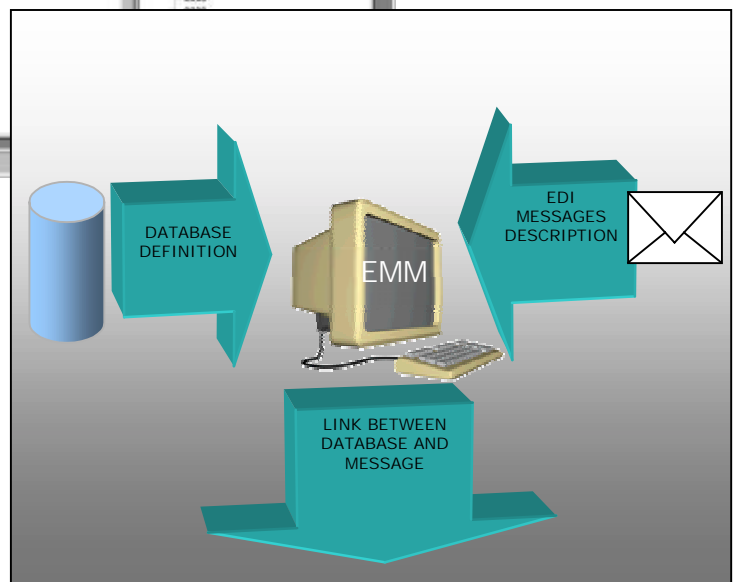 DATABASE
DEFINITION
EMM
EDI
MESSAGES
DESCRIPTION
LINK BETWEEN
DATABASE AND
MESSAGE